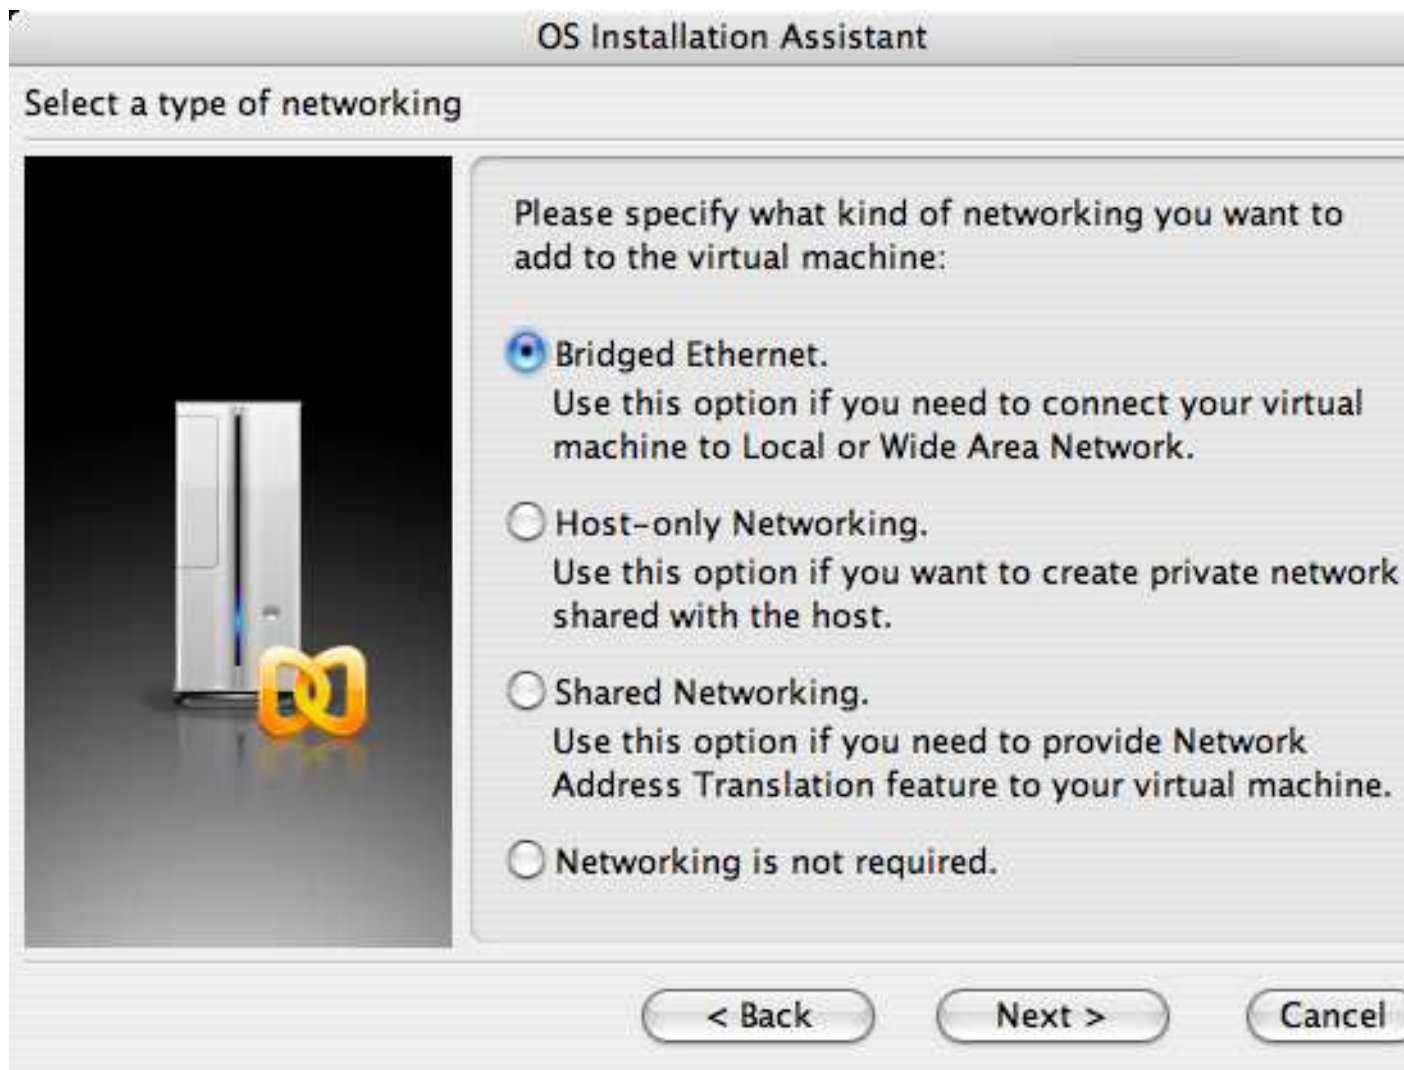 OS Installation Assistant
Select a type of networking
Please specify what kind of networking you want to
add to the virtual machine:
Bridged Ethernet.
Use this option if you need to connect your virtual
machine to Local or Wide Area Network.
Host-only Networking.
Use this option if you want to create private network
shared with the host.
Shared Networking.
Use this option if you need to provide Network
Address Translation feature to your virtual machine.
Networking is not required.
< Back Next > Cancel